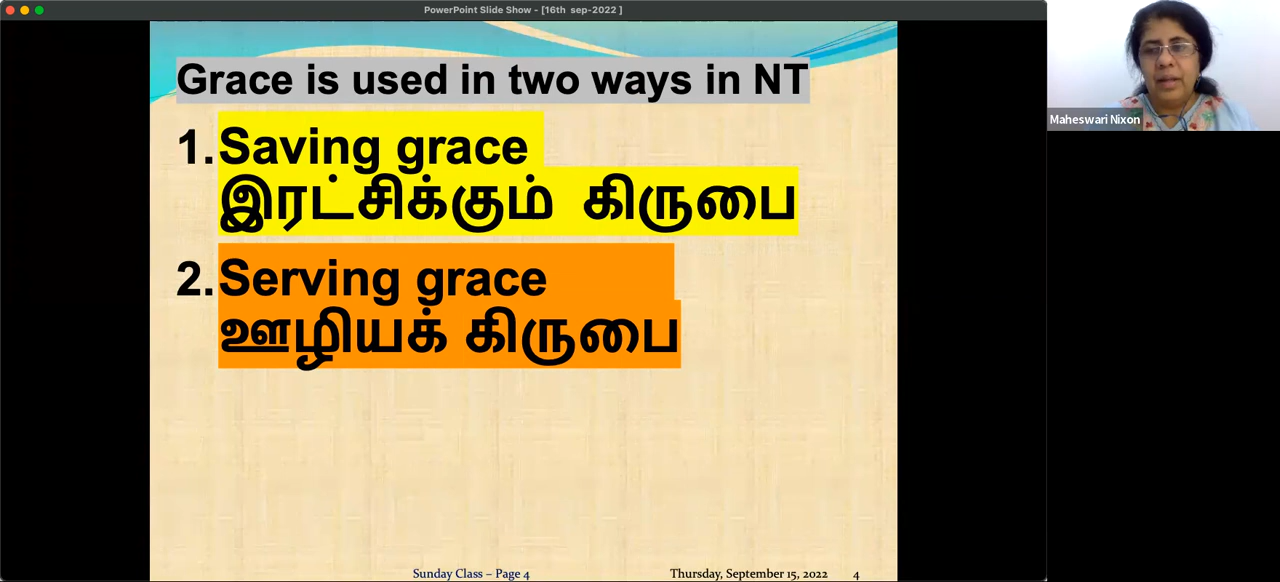 PowerPoint Slide Show - [16th sep-2022 ]
Grace is used in two ways in NT
1. Saving grace
இரட்சிக்கும் கிருபை
2. Serving grace
ஊழியக் கிருபை
Maheswari Nixon
Sunday Class – Page 4
Thursday, September 15, 2022 4